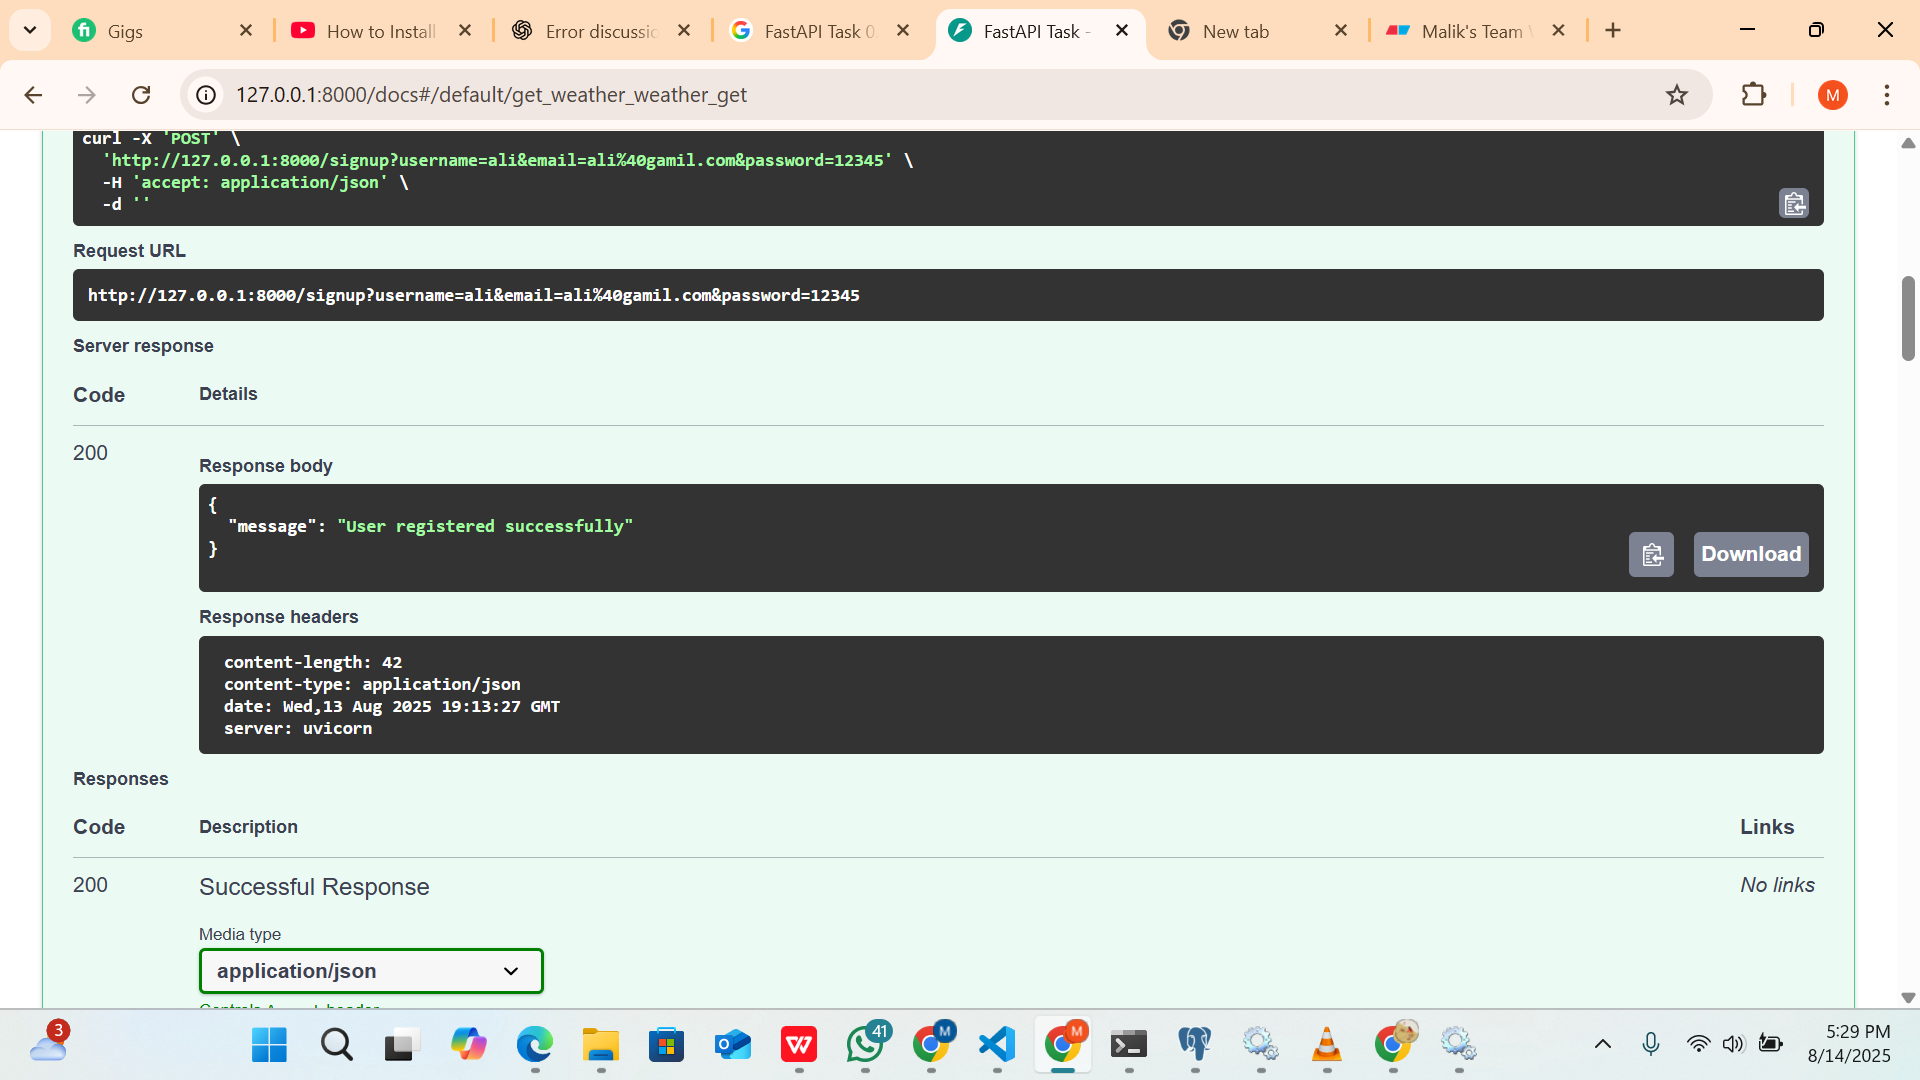 Gigs
How to Install
Error discussio
FastAPI Task 0
FastAPI Task -
New tab
Malik's Team
127.0.0.1:8000/docs#/default/get_weather_weather_get
M
curl -X 'POST' \
'http://127.0.0.1:8000/signup?username=ali&email=ali%40gamil.com&password=12345' \
-H 'accept: application/json' \
-d ''
Request URL
http://127.0.0.1:8000/signup?username=ali&email=ali%40gamil.com&password=12345
Server response
Code Details
200
Response body
{
"message": "User registered successfully"
}
Download
Response headers
content-length: 42
content-type: application/json
date: Wed,13 Aug 2025 19:13:27 GMT
server: uvicorn
Responses
Code Description Links
200 Successful Response No links
Media type
application/json
3
41
M
M
5:29 PM
8/14/2025